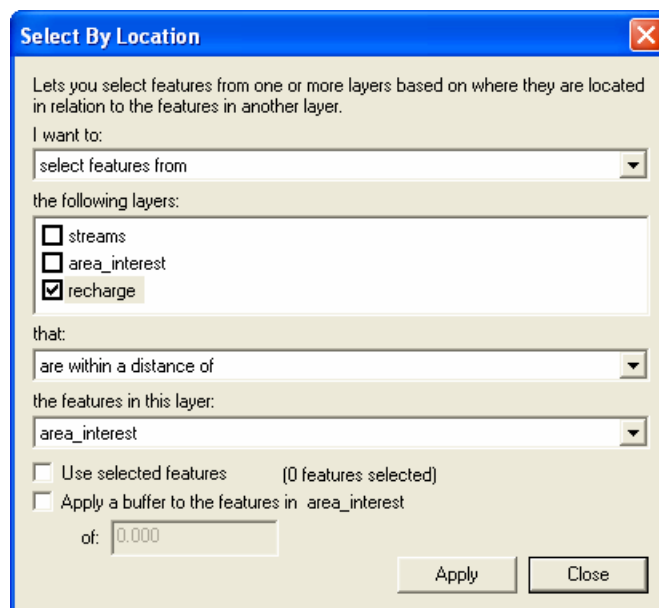 Select By Location
Lets you select features from one or more layers based on where they are located
in relation to the features in another layer.
I want to:
select features from
the following layers:
streams
area_interest
recharge
that:
are within a distance of
the features in this layer:
area_interest
Use selected features (0 features selected)
Apply a buffer to the features in area_interest
of: 0.000
Apply Close